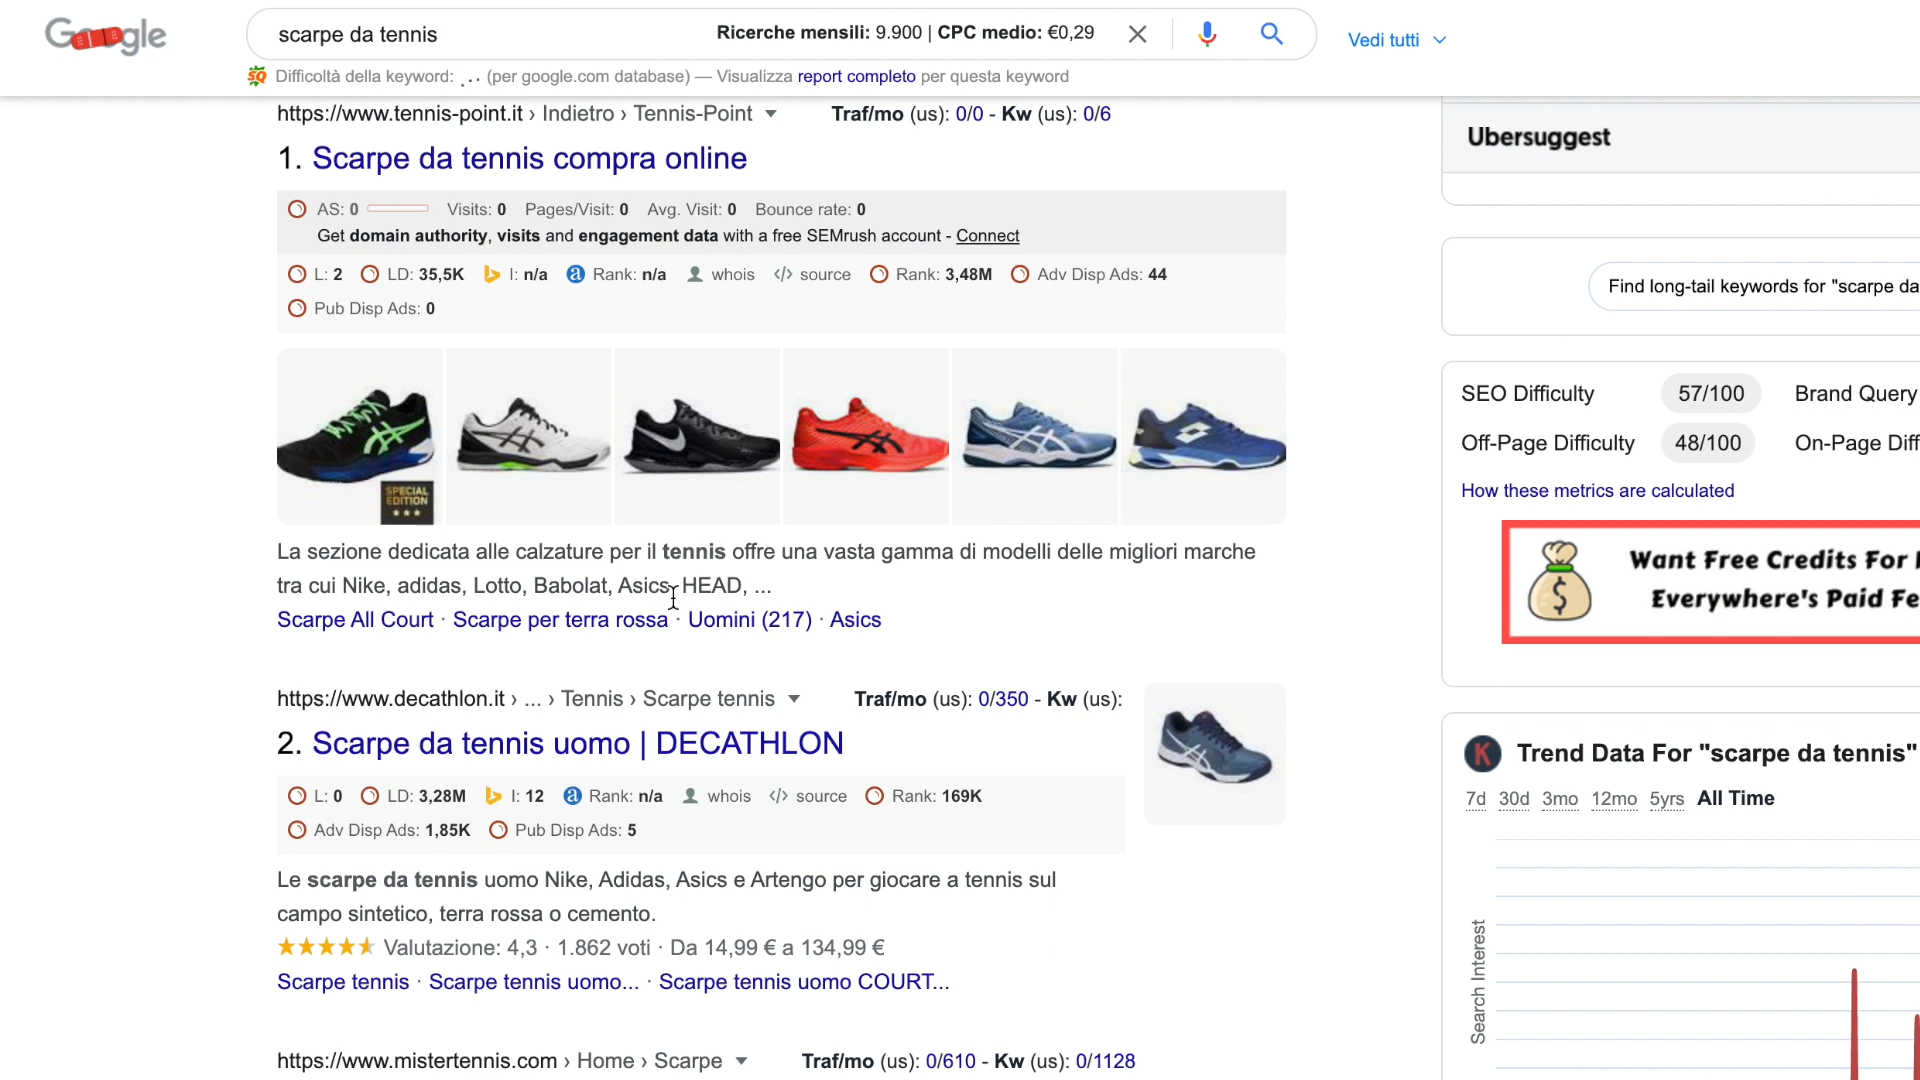 Google
scarpe da tennis
Ricerche mensili: 9.900 | CPC medio: €0,29
Vedi tutti
Difficoltà della keyword: . . . (per google.com database) — Visualizza report completo per questa keyword
https://www.tennis-point.it › Indietro › Tennis-Point
Traf/mo (us): 0/0 - Kw (us): 0/6
1. Scarpe da tennis compra online
AS: 0 Visits: 0 Pages/Visit: 0 Avg. Visit: 0 Bounce rate: 0
Get domain authority, visits and engagement data with a free SEMrush account - Connect
L: 2 LD: 35,5K I: n/a Rank: n/a whois </> source Rank: 3,48M Adv Disp Ads: 44
Pub Disp Ads: 0
SPECIAL
EDITION
La sezione dedicata alle calzature per il tennis offre una vasta gamma di modelli delle migliori marche
tra cui Nike, adidas, Lotto, Babolat, Asics, HEAD, ...
Scarpe All Court · Scarpe per terra rossa · Uomini (217) · Asics
https://www.decathlon.it › ... › Tennis › Scarpe tennis
Traf/mo (us): 0/350 - Kw (us):
2. Scarpe da tennis uomo | DECATHLON
L: 0 LD: 3,28M I: 12 Rank: n/a whois </> source Rank: 169K
Adv Disp Ads: 1,85K Pub Disp Ads: 5
Le scarpe da tennis uomo Nike, Adidas, Asics e Artengo per giocare a tennis sul
campo sintetico, terra rossa o cemento.
Valutazione: 4,3 · 1.862 voti · Da 14,99 € a 134,99 €
Scarpe tennis · Scarpe tennis uomo... · Scarpe tennis uomo COURT...
https://www.mistertennis.com › Home › Scarpe
Traf/mo (us): 0/610 - Kw (us): 0/1128
Ubersuggest
Find long-tail keywords for "scarpe da
SEO Difficulty 57/100 Brand Query
Off-Page Difficulty 48/100 On-Page Diff
How these metrics are calculated
Want Free Credits For
Everywhere's Paid Fe
K Trend Data For "scarpe da tennis"
7d 30d 3mo 12mo 5yrs All Time
Search Interest